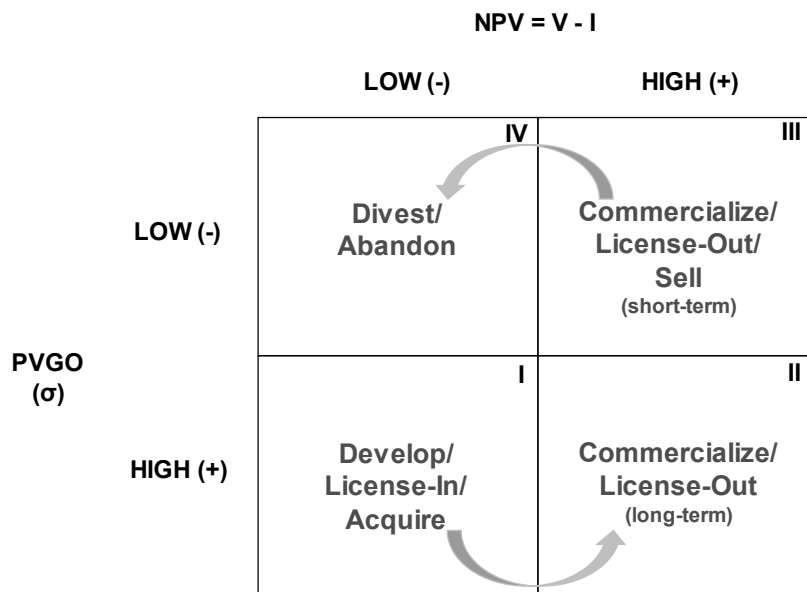 NPV = V - I
LOW (-)
HIGH (+)
IV
III
LOW (-)
Divest/
Abandon
Commercialize/
License-Out/
Sell
(short-term)
PVGO
(σ)
I
II
HIGH (+)
Develop/
License-In/
Acquire
Commercialize/
License-Out
(long-term)